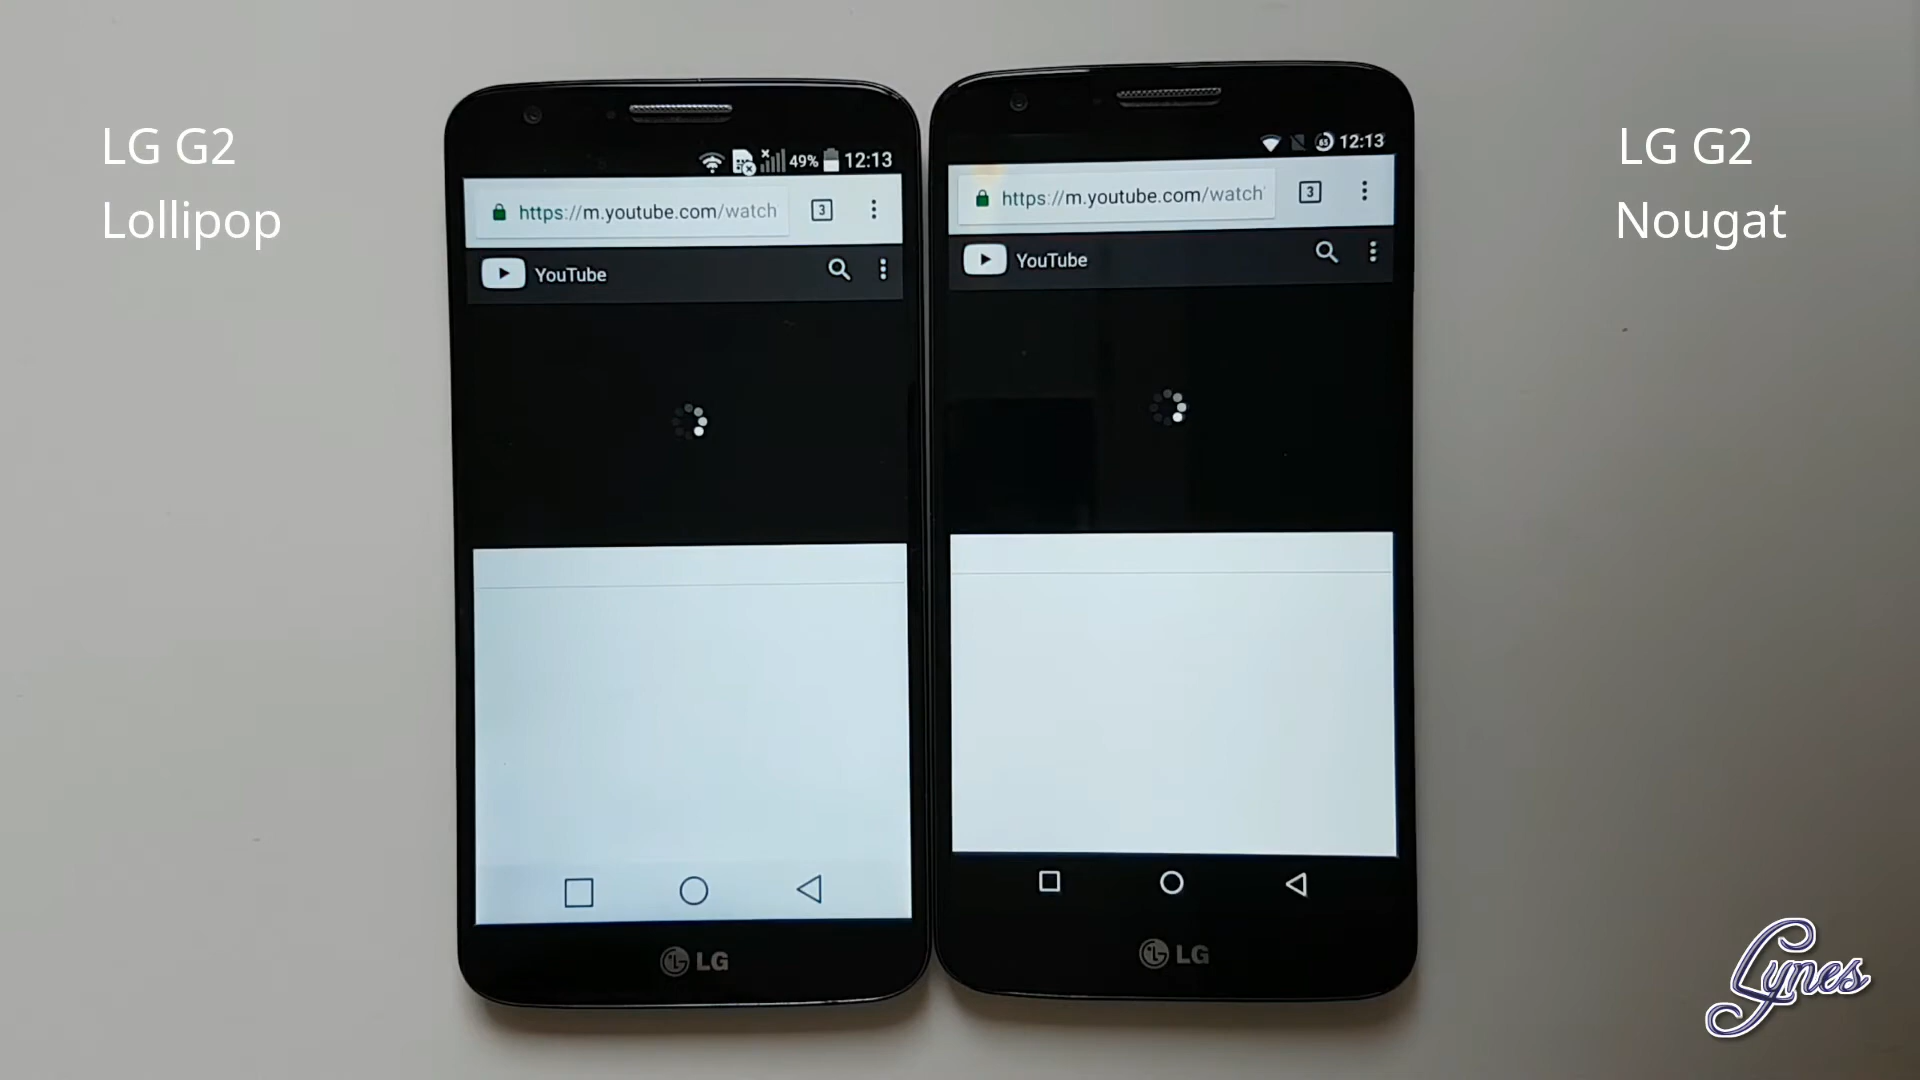 LG G2
Lollipop
LG G2
Nougat
49% 12:13
https://m.youtube.com/watch
3
YouTube
LG
65 12:13
https://m.youtube.com/watch
3
YouTube
LG
Lynes